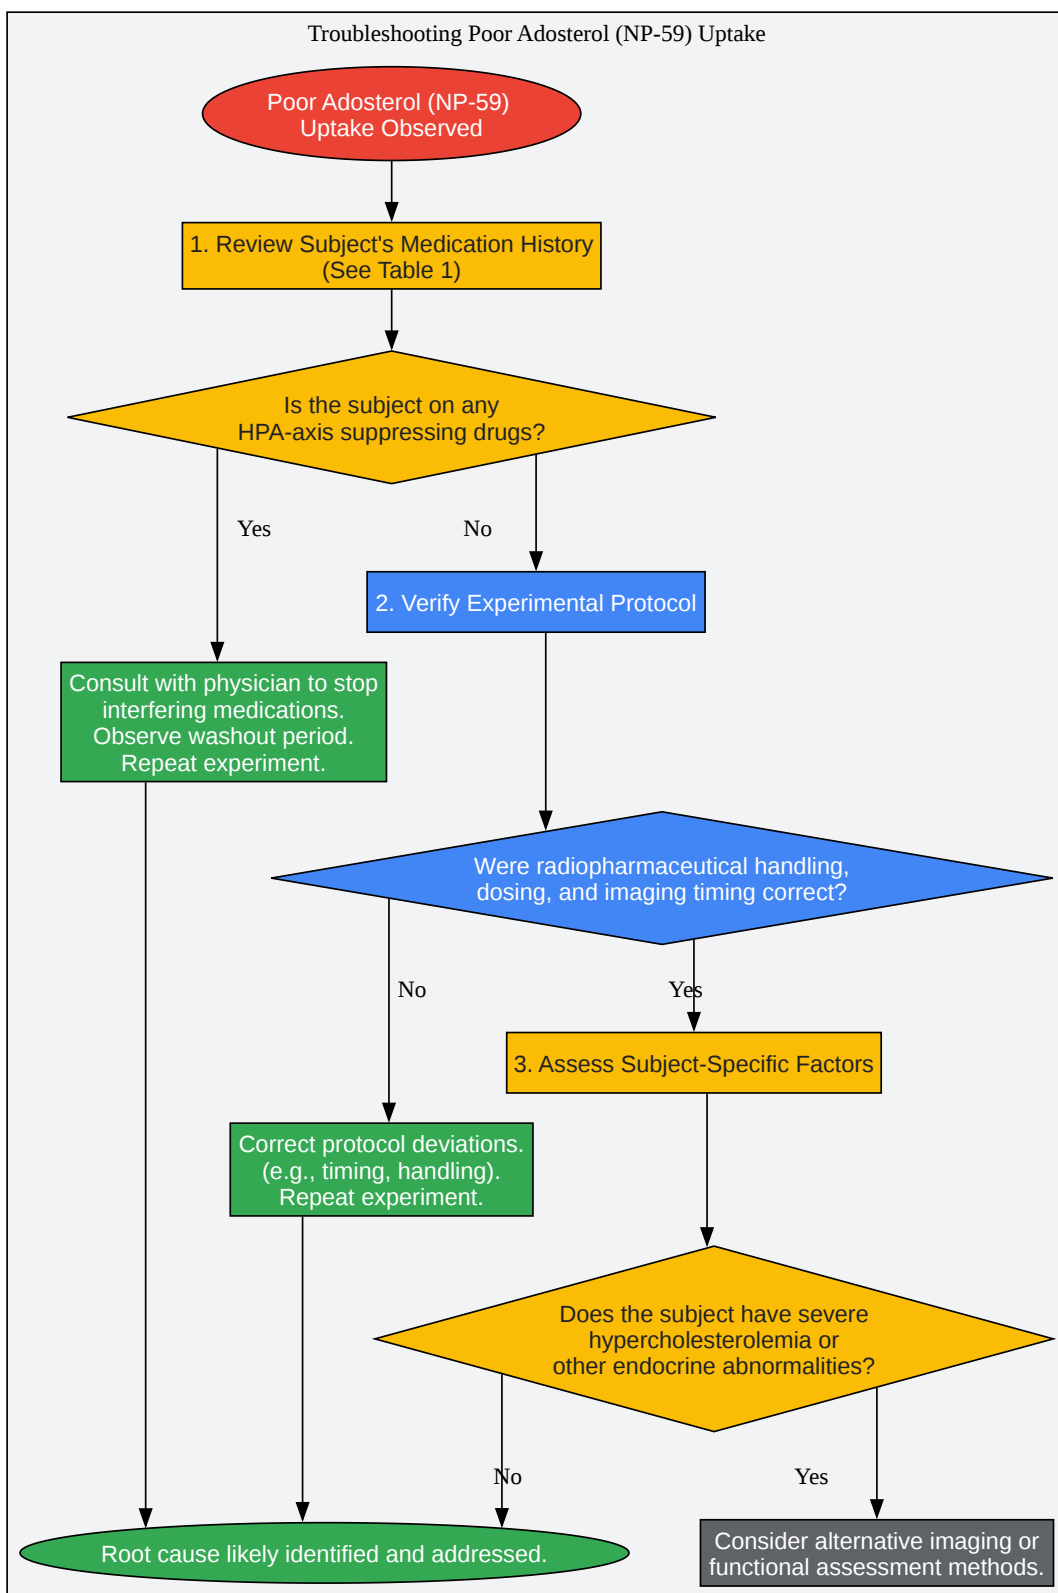 Troubleshooting Poor Adosterol (NP-59) Uptake
Poor Adosterol (NP-59)
Uptake Observed
1. Review Subject's Medication History
(See Table 1)
Is the subject on any
HPA-axis suppressing drugs?
Yes
No
2. Verify Experimental Protocol
Consult with physician to stop
interfering medications.
Observe washout period.
Repeat experiment.
Were radiopharmaceutical handling,
dosing, and imaging timing correct?
No
Yes
3. Assess Subject-Specific Factors
Correct protocol deviations.
(e.g., timing, handling).
Repeat experiment.
Does the subject have severe
hypercholesterolemia or
other endocrine abnormalities?
No
Yes
Root cause likely identified and addressed.
Consider alternative imaging or
functional assessment methods.